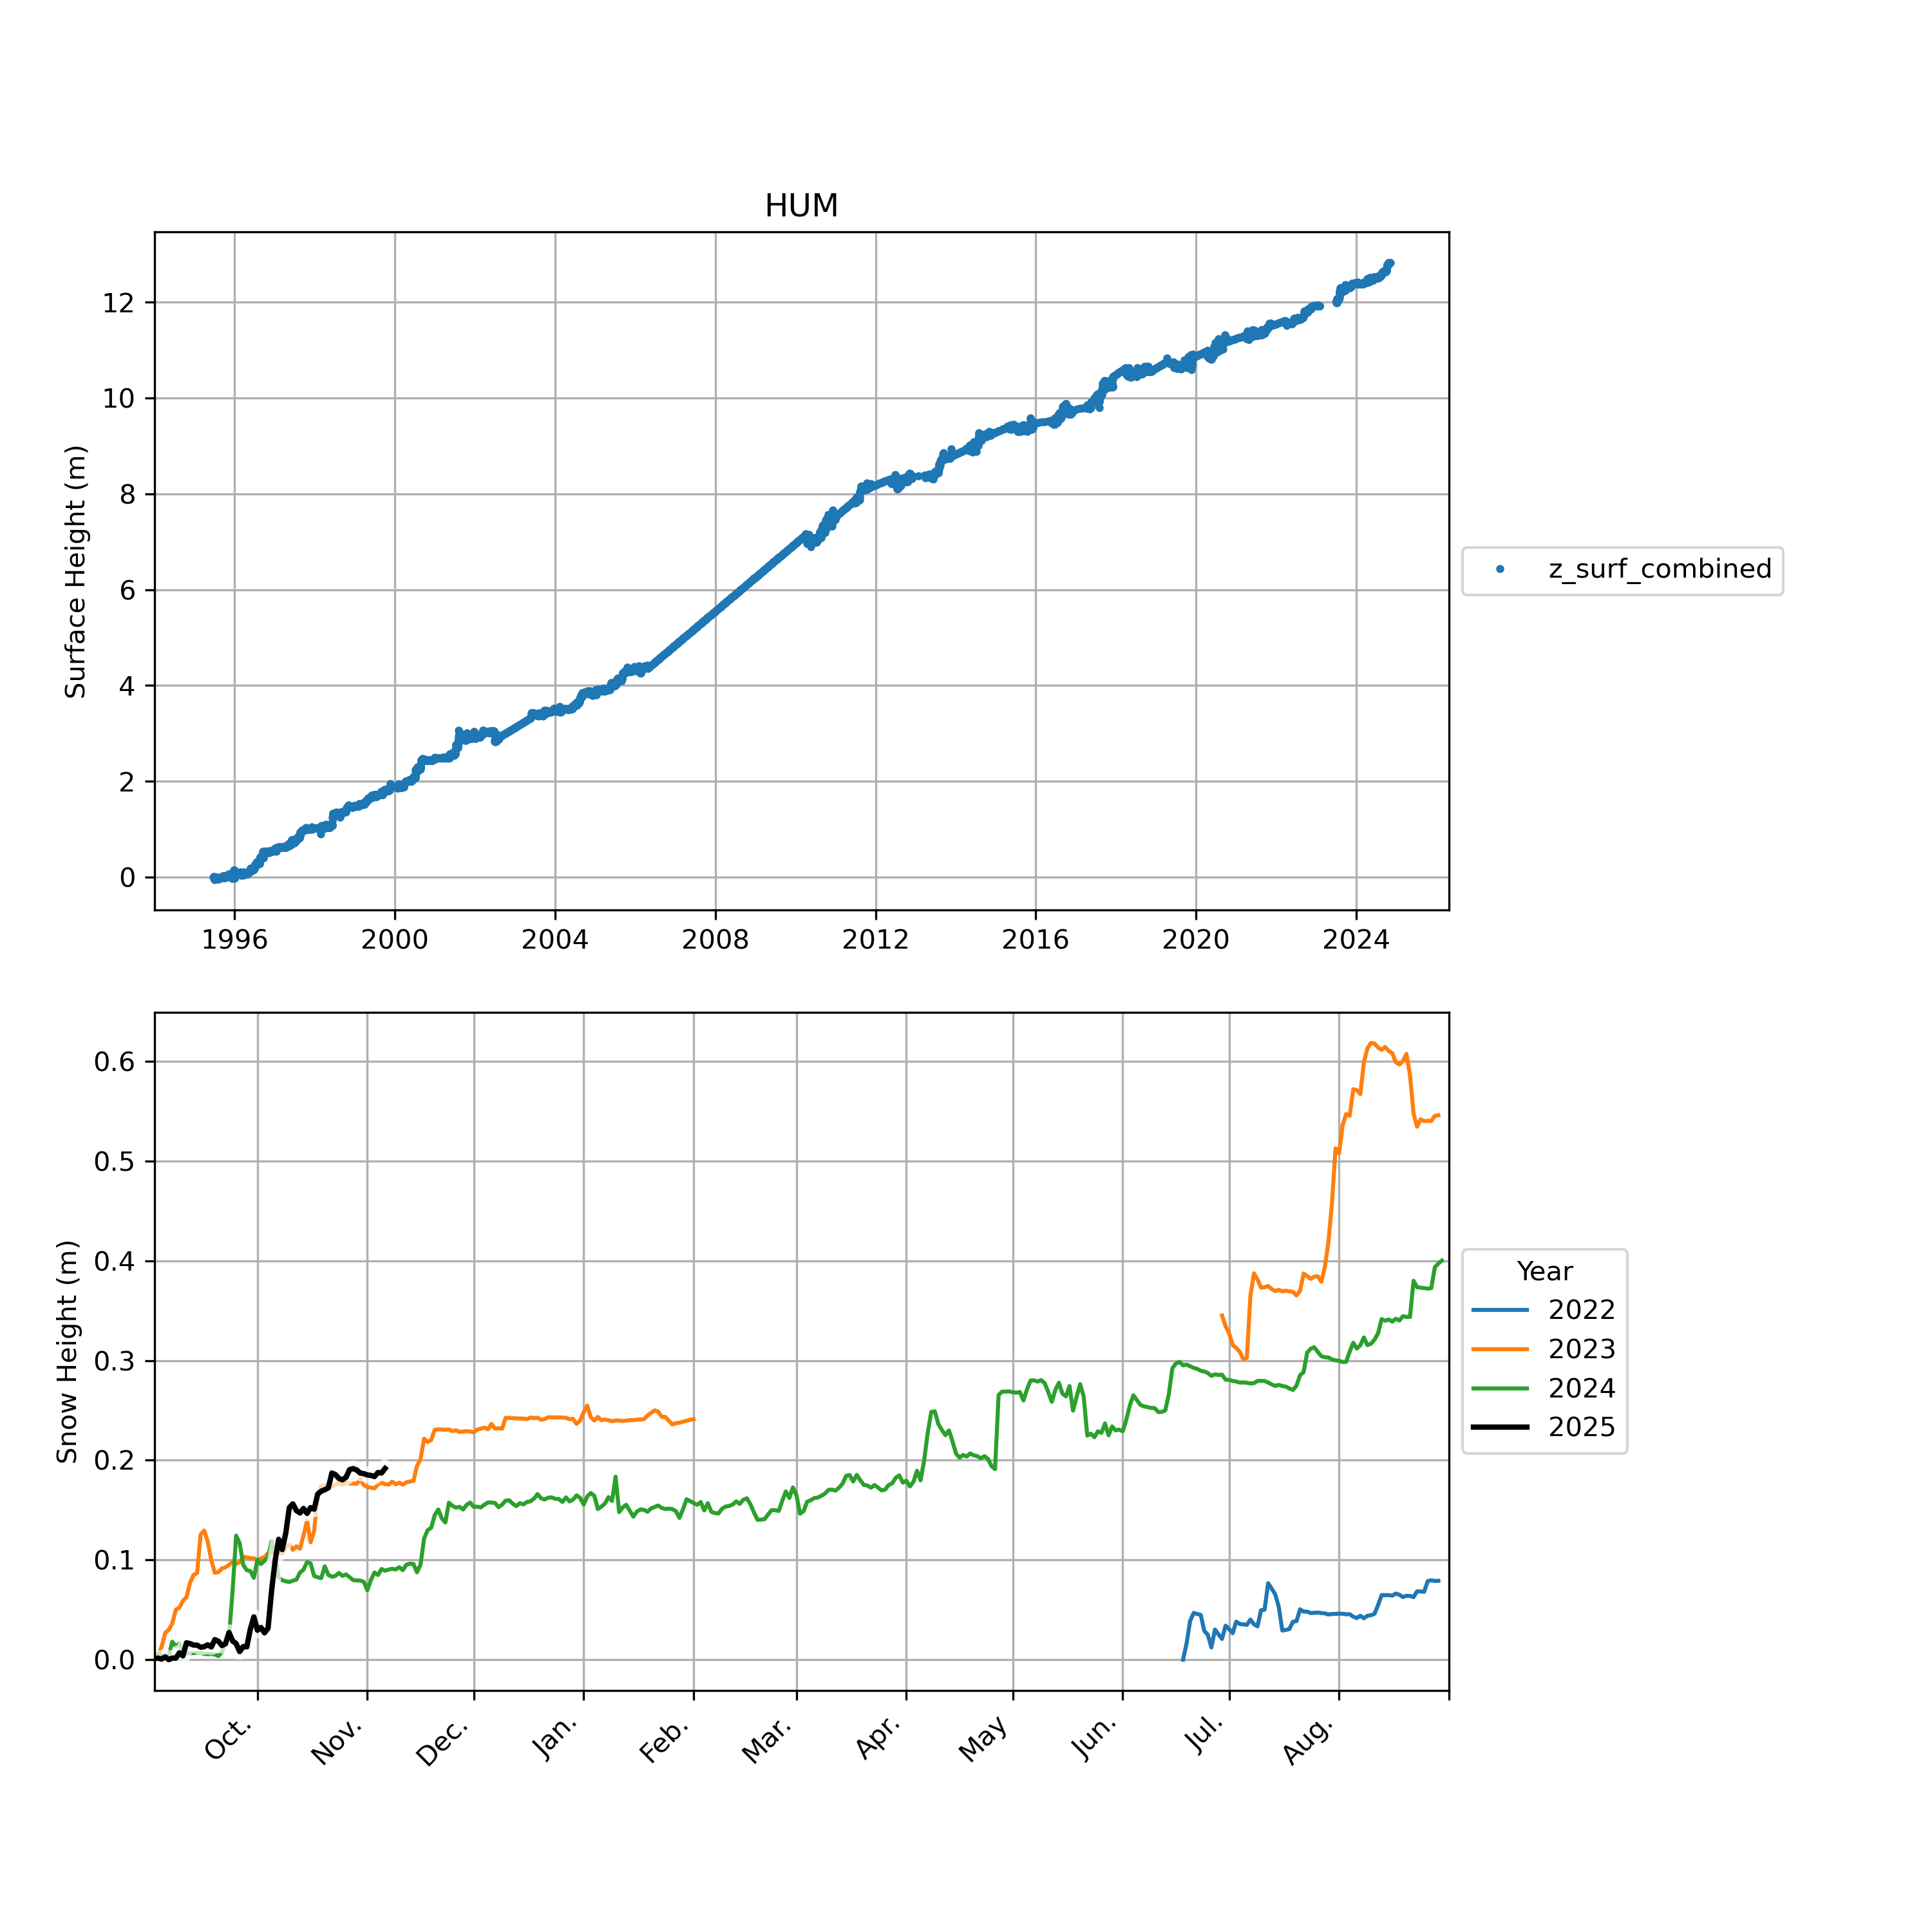 HUM
Surface Height (m)
12
10
8
6
4
2
0
1996 2000 2004 2008 2012 2016 2020 2024
z_surf_combined
Snow Height (m)
0.6
0.5
0.4
0.3
0.2
0.1
0.0
Oct. Nov. Dec. Jan. Feb. Mar. Apr. May Jun. Jul. Aug.
Year
2022
2023
2024
2025